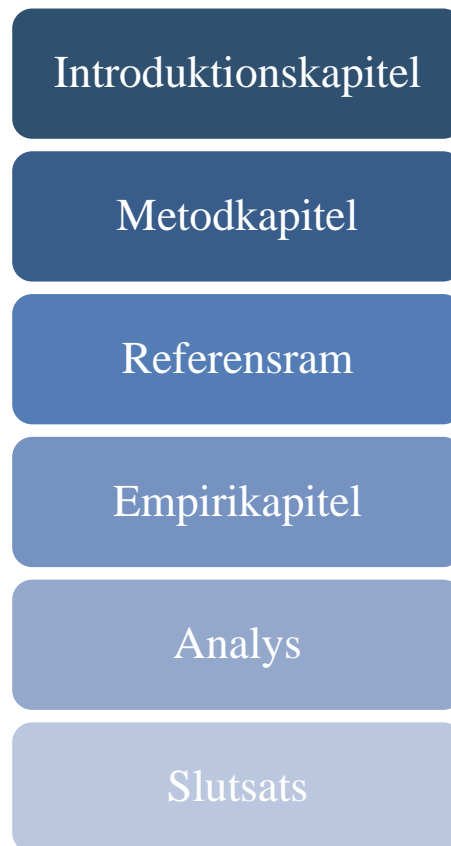 Introduktionskapitel
Metodkapitel
Referensram
Empirikapitel
Analys
Slutsats